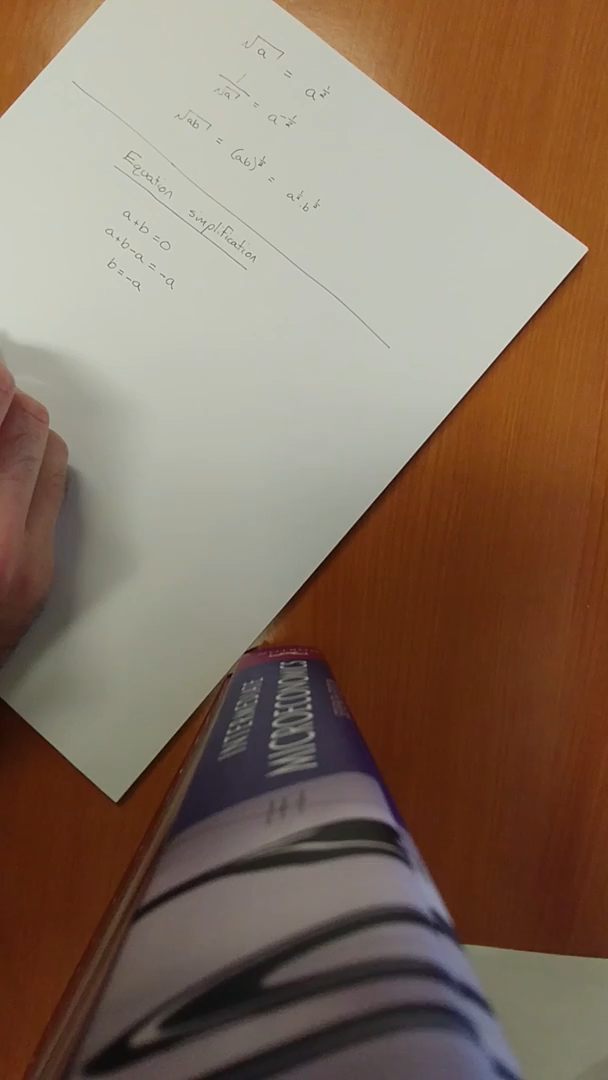 √a = a^½
1/√a = a^-½
√ab = (ab)^½ = a^½·b^½
Equation simplification
a+b=0
a+b-a=-a
b=-a
INTERMEDIATE
MICROECONOMICS